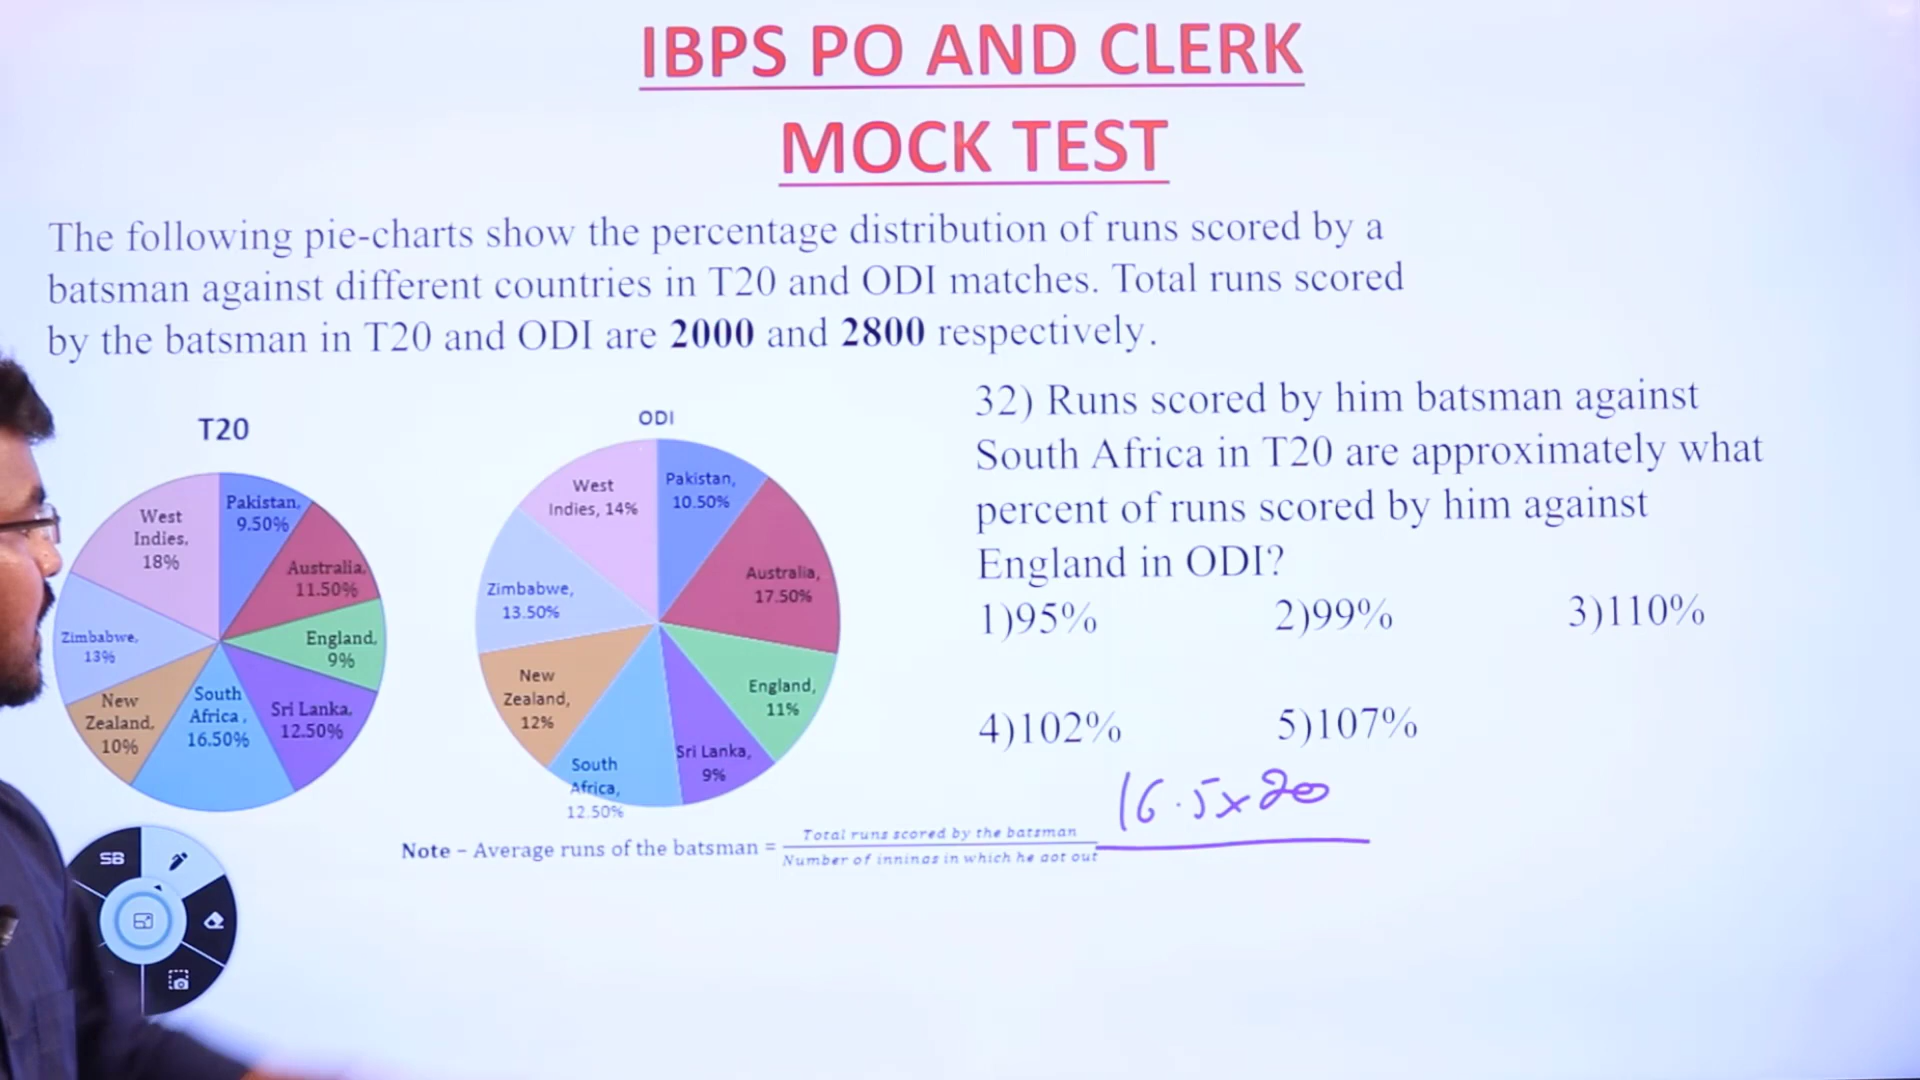 IBPS PO AND CLERK
MOCK TEST
The following pie-charts show the percentage distribution of runs scored by a
batsman against different countries in T20 and ODI matches. Total runs scored
by the batsman in T20 and ODI are 2000 and 2800 respectively.
T20
Pakistan,
9.50%
Australia,
11.50%
England,
9%
Sri Lanka,
12.50%
South
Africa,
16.50%
New
Zealand,
10%
Zimbabwe,
13%
West
Indies,
18%
ODI
Pakistan,
10.50%
Australia,
17.50%
England,
11%
Sri Lanka,
9%
South
Africa,
12.50%
New
Zealand,
12%
Zimbabwe,
13.50%
West
Indies, 14%
32) Runs scored by him batsman against
South Africa in T20 are approximately what
percent of runs scored by him against
England in ODI?
1)95% 2)99% 3)110%
4)102% 5)107%
16.5x20
Note – Average runs of the batsman = Total runs scored by the batsman
Number of innings in which he got out
SB